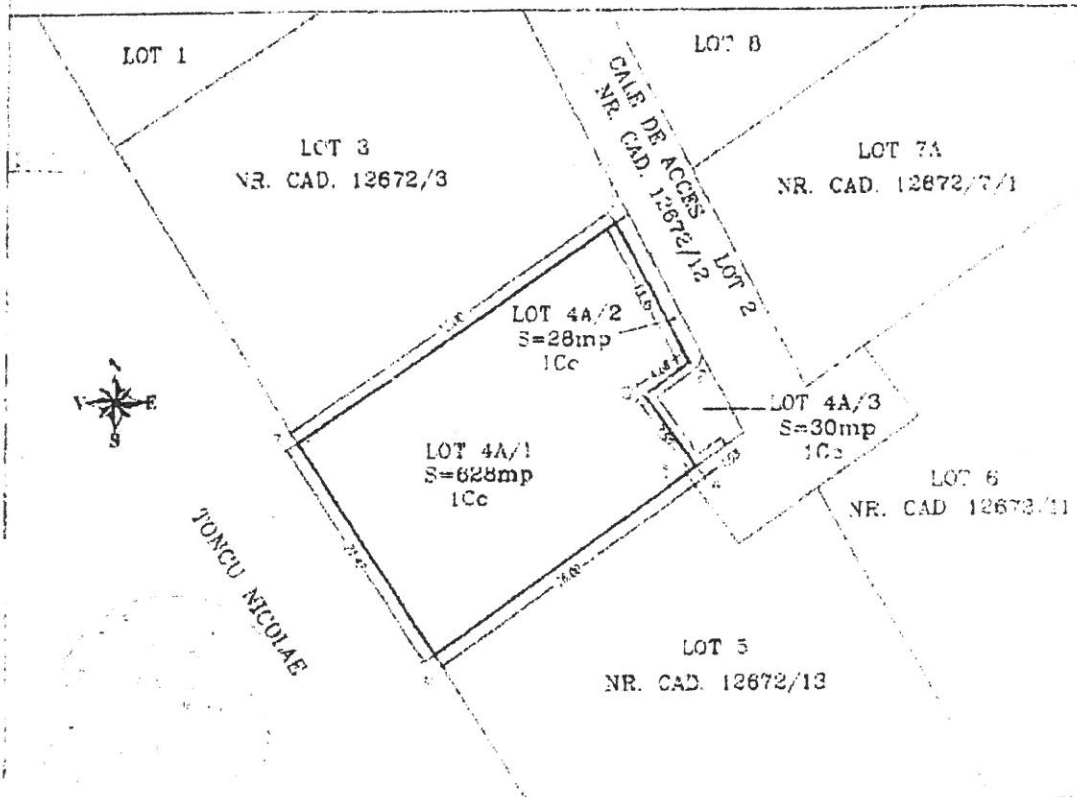 LOT 1
LOT 8
LOT 3
NR. CAD. 12672/3
CALE DE ACCES LOT 2
NR. CAD. 12672/12
LOT 7A
NR. CAD. 12672/7/1
LOT 4A/2
S=28mp
1Cc
V E
S
LOT 4A/1
S=628mp
1Cc
LOT 4A/3
S=30mp
1Cc
LOT 6
NR. CAD 12672/11
TONCU NICOLAE
LOT 5
NR. CAD. 12672/13